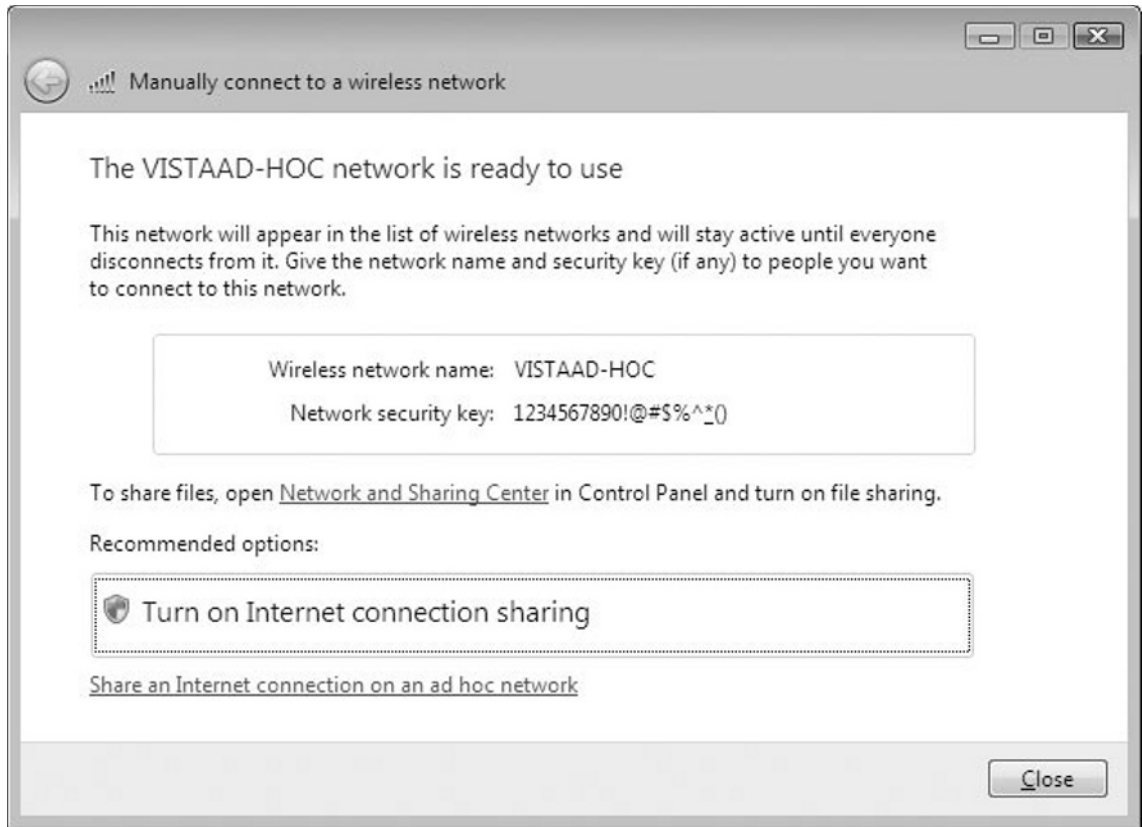 Manually connect to a wireless network
The VISTAAD-HOC network is ready to use
This network will appear in the list of wireless networks and will stay active until everyone
disconnects from it. Give the network name and security key (if any) to people you want
to connect to this network.
Wireless network name: VISTAAD-HOC
Network security key: 1234567890!@#$%^*()
To share files, open Network and Sharing Center in Control Panel and turn on file sharing.
Recommended options:
Turn on Internet connection sharing
Share an Internet connection on an ad hoc network
Close